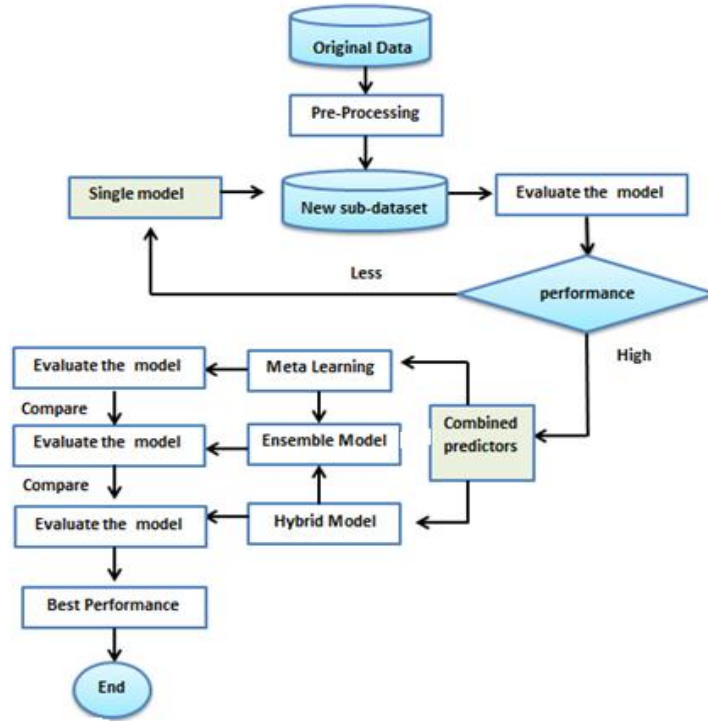 Original Data
Pre-Processing
Single model
New sub-dataset
Evaluate the model
Less
performance
High
Evaluate the model
Meta Learning
Compare
Combined
predictors
Evaluate the model
Ensemble Model
Compare
Evaluate the model
Hybrid Model
Best Performance
End